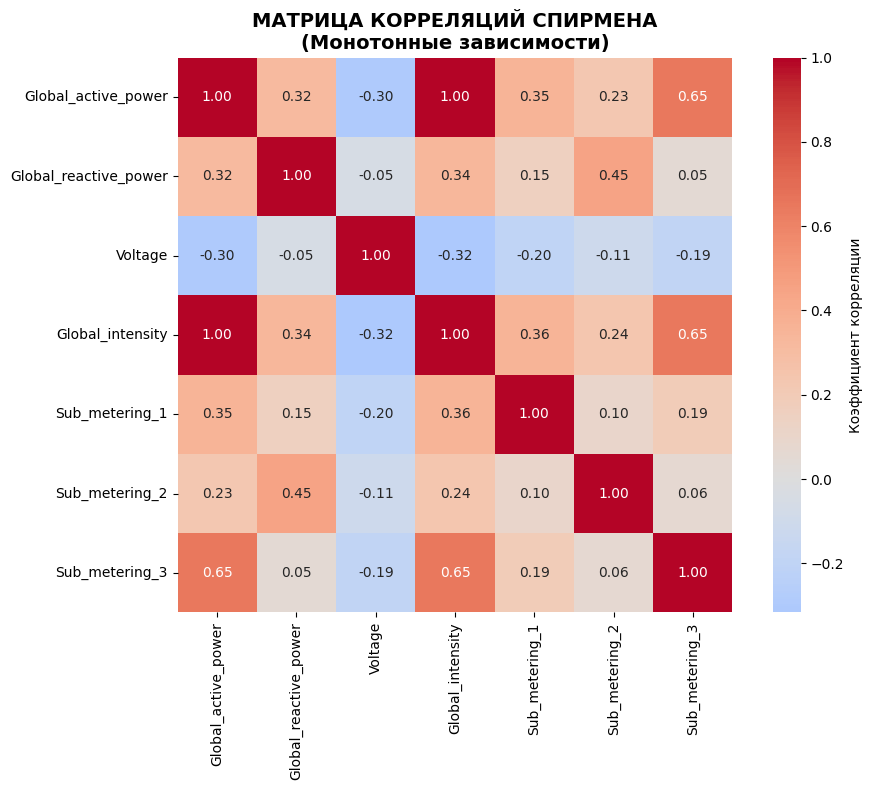 МАТРИЦА КОРРЕЛЯЦИЙ СПИРМЕНА
(Монотонные зависимости)
Global_active_power 1.00 0.32 -0.30 1.00 0.35 0.23 0.65
Global_reactive_power 0.32 1.00 -0.05 0.34 0.15 0.45 0.05
Voltage -0.30 -0.05 1.00 -0.32 -0.20 -0.11 -0.19
Global_intensity 1.00 0.34 -0.32 1.00 0.36 0.24 0.65
Sub_metering_1 0.35 0.15 -0.20 0.36 1.00 0.10 0.19
Sub_metering_2 0.23 0.45 -0.11 0.24 0.10 1.00 0.06
Sub_metering_3 0.65 0.05 -0.19 0.65 0.19 0.06 1.00
Global_active_power
Global_reactive_power
Voltage
Global_intensity
Sub_metering_1
Sub_metering_2
Sub_metering_3
1.0
0.8
0.6
0.4
0.2
0.0
−0.2
Коэффициент корреляции